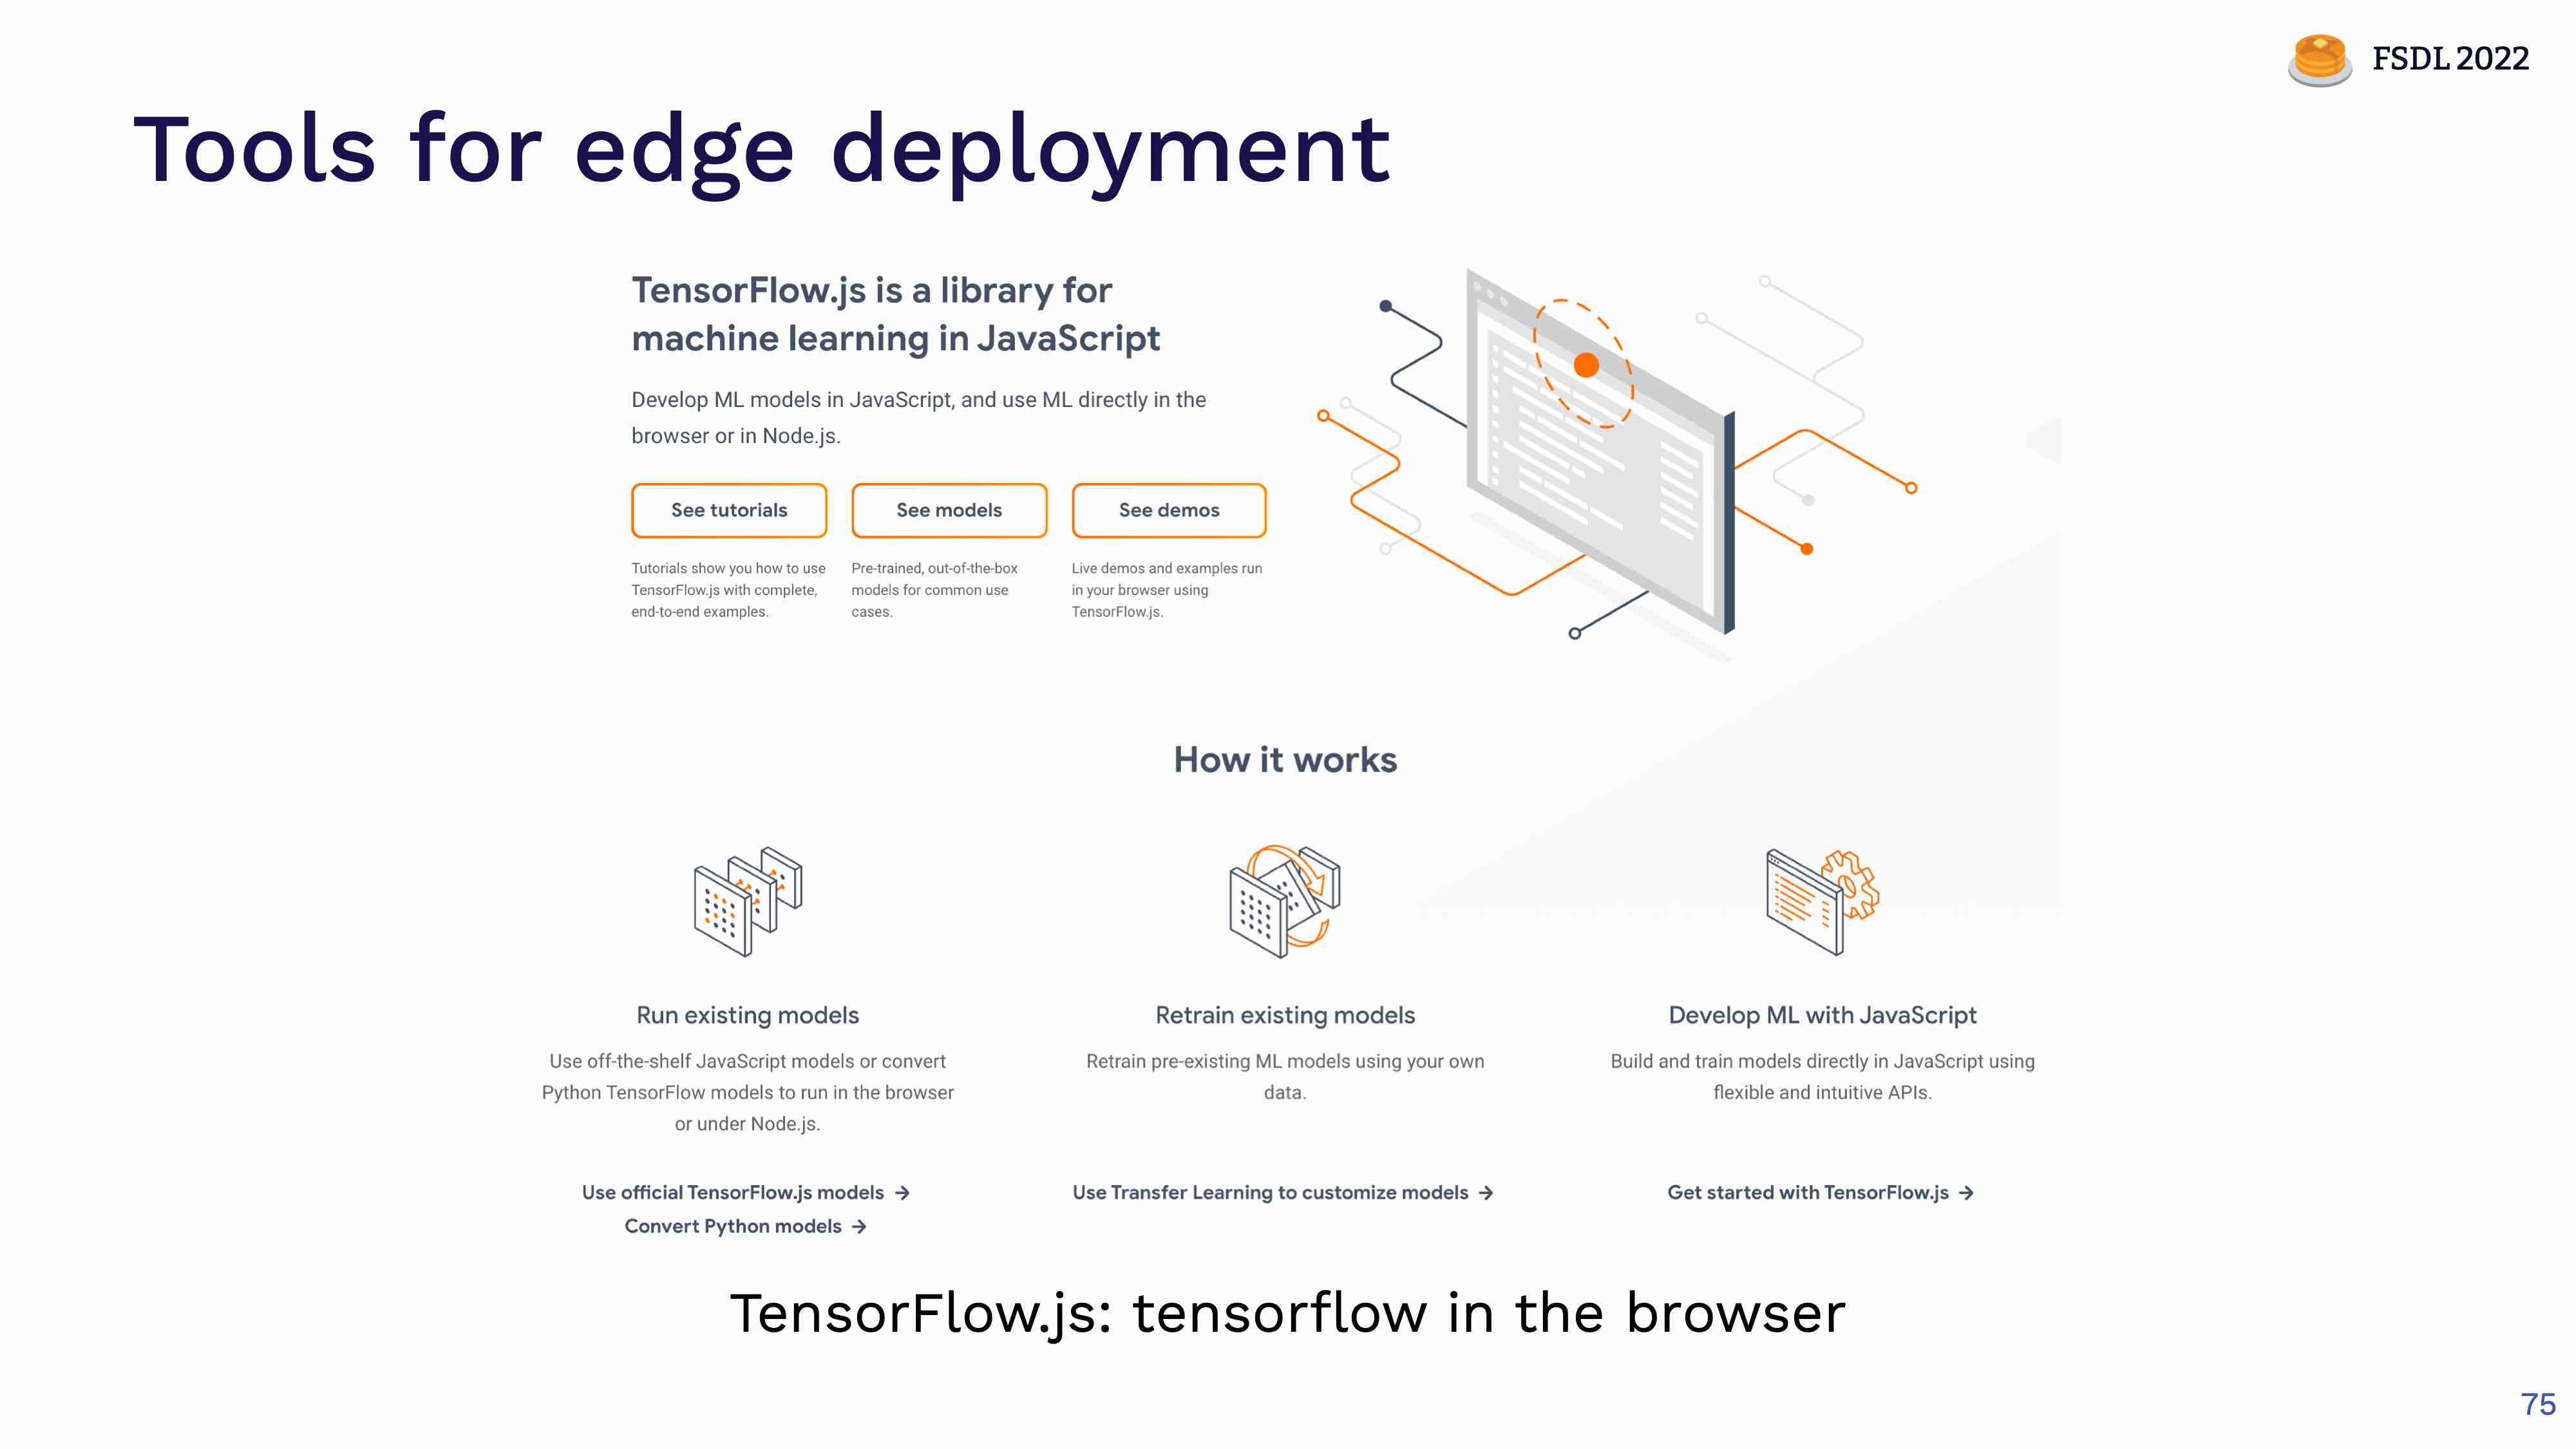 FSDL 2022
Tools for edge deployment
TensorFlow.js is a library for
machine learning in JavaScript
Develop ML models in JavaScript, and use ML directly in the
browser or in Node.js.
See tutorials
See models
See demos
Tutorials show you how to use
TensorFlow.js with complete,
end-to-end examples.
Pre-trained, out-of-the-box
models for common use
cases.
Live demos and examples run
in your browser using
TensorFlow.js.
How it works
Run existing models
Use off-the-shelf JavaScript models or convert
Python TensorFlow models to run in the browser
or under Node.js.
Use official TensorFlow.js models →
Convert Python models →
Retrain existing models
Retrain pre-existing ML models using your own
data.
Use Transfer Learning to customize models →
Develop ML with JavaScript
Build and train models directly in JavaScript using
flexible and intuitive APIs.
Get started with TensorFlow.js →
TensorFlow.js: tensorflow in the browser
75